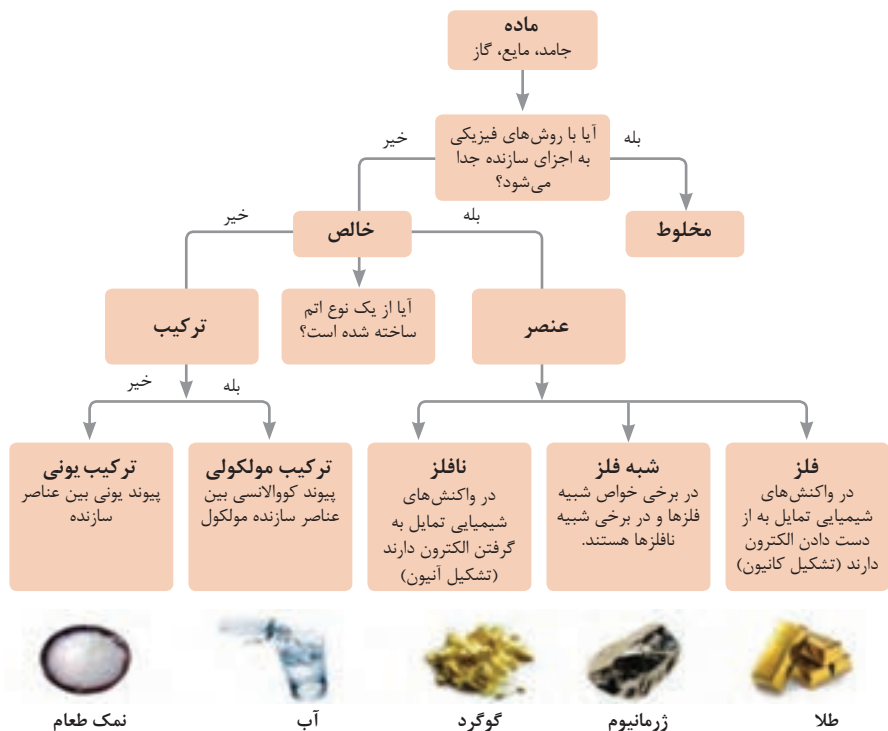 ماده
جامد، مایع، گاز
آیا با روش‌های فیزیکی
به اجزای سازنده جدا
می‌شود؟
بله
خیر
مخلوط
خالص
بله
خیر
عنصر
آیا از یک نوع اتم
ساخته شده است؟
ترکیب
بله
خیر
فلز
در واکنش‌های
شیمیایی تمایل به از
دست دادن الکترون
دارند (تشکیل کاتیون)
شبه فلز
در برخی خواص شبیه
فلزها و در برخی شبیه
نافلزها هستند.
نافلز
در واکنش‌های
شیمیایی تمایل به
گرفتن الکترون دارند
(تشکیل آنیون)
ترکیب مولکولی
پیوند کووالانسی بین
عناصر سازنده مولکول
ترکیب یونی
پیوند یونی بین عناصر
سازنده
طلا
ژرمانیوم
گوگرد
آب
نمک طعام